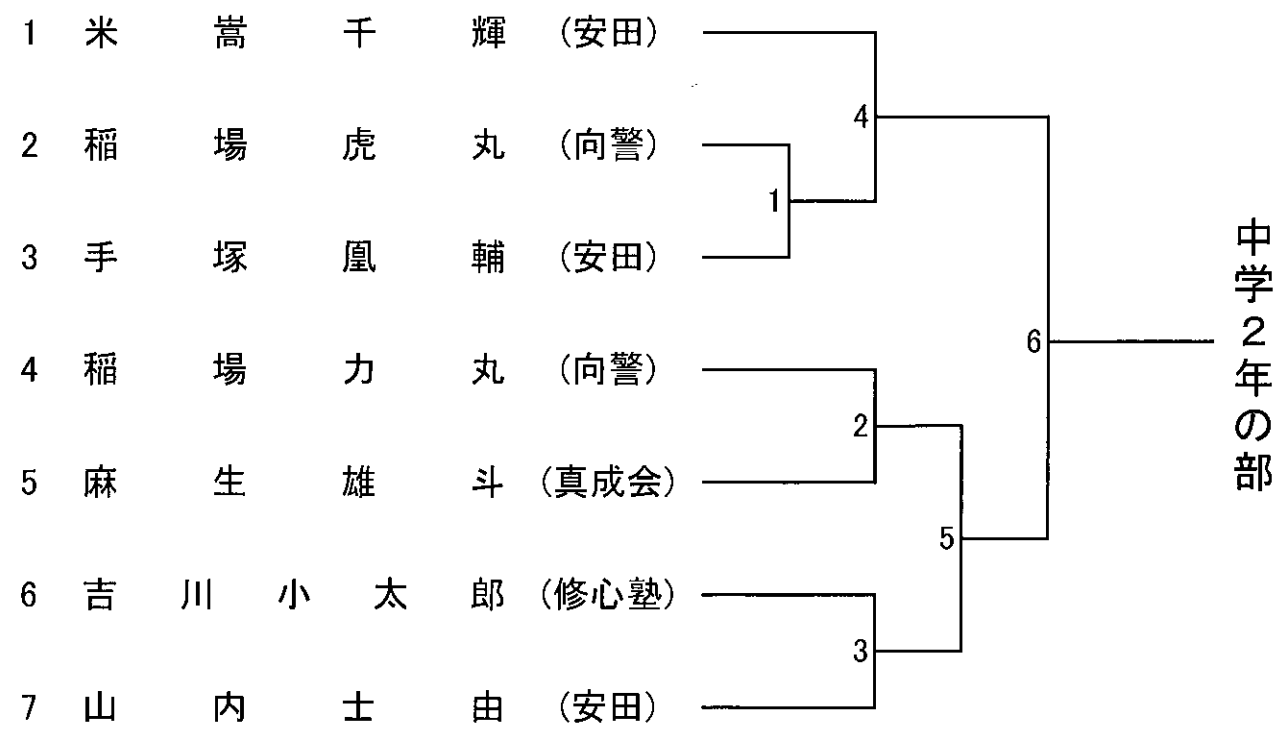 1 米嵩千輝 (安田)
2 稲場虎丸 (向警)
3 手塚凰輔 (安田)
4 稲場力丸 (向警)
5 麻生雄斗 (真成会)
6 吉川小太郎 (修心塾)
7 山内士由 (安田)
4
1
2
3
5
6
中学2年の部